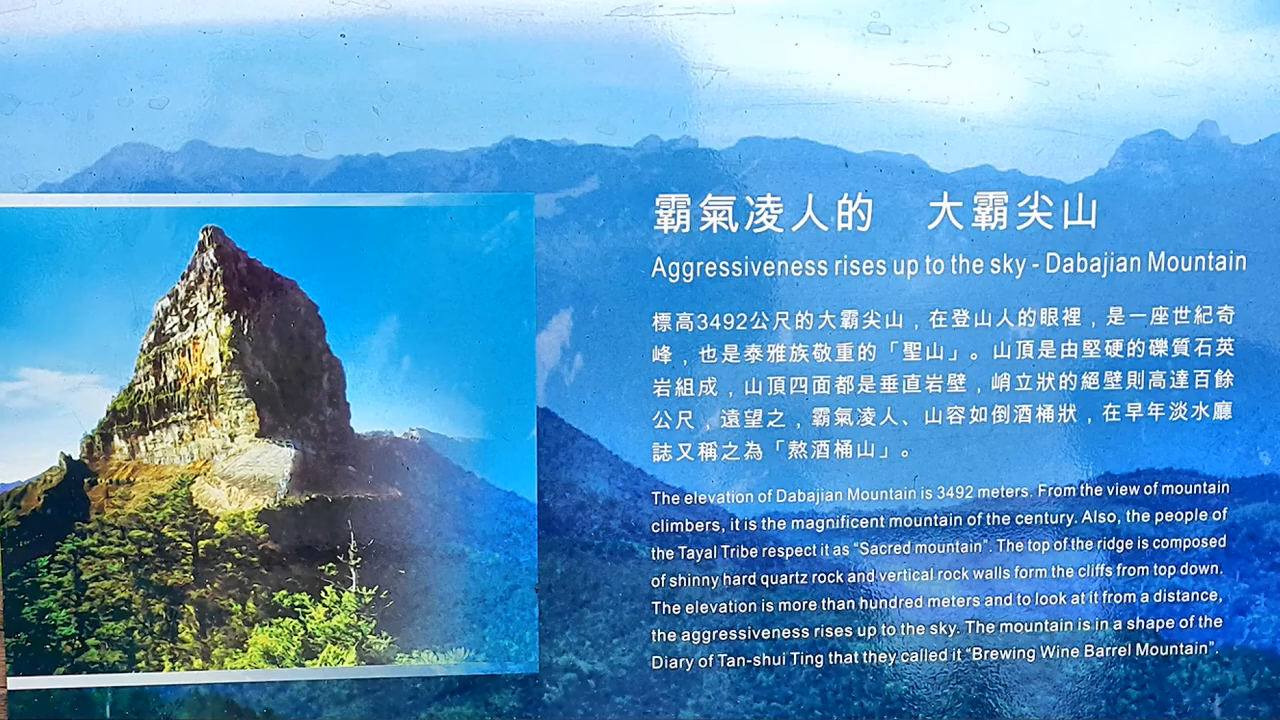 霸氣凌人的　大霸尖山
Aggressiveness rises up to the sky - Dabajian Mountain
標高3492公尺的大霸尖山，在登山人的眼裡，是一座世紀奇
峰，也是泰雅族敬重的「聖山」。山頂是由堅硬的礫質石英
岩組成，山頂四面都是垂直岩壁，峭立狀的絕壁則高達百餘
公尺，遠望之，霸氣凌人、山容如倒酒桶狀，在早年淡水廳
誌又稱之為「熬酒桶山」。
The elevation of Dabajian Mountain is 3492 meters. From the view of mountain
climbers, it is the magnificent mountain of the century. Also, the people of
the Tayal Tribe respect it as “Sacred mountain”. The top of the ridge is composed
of shinny hard quartz rock and vertical rock walls form the cliffs from top down.
The elevation is more than hundred meters and to look at it from a distance,
the aggressiveness rises up to the sky. The mountain is in a shape of the
Diary of Tan-shui Ting that they called it “Brewing Wine Barrel Mountain”.